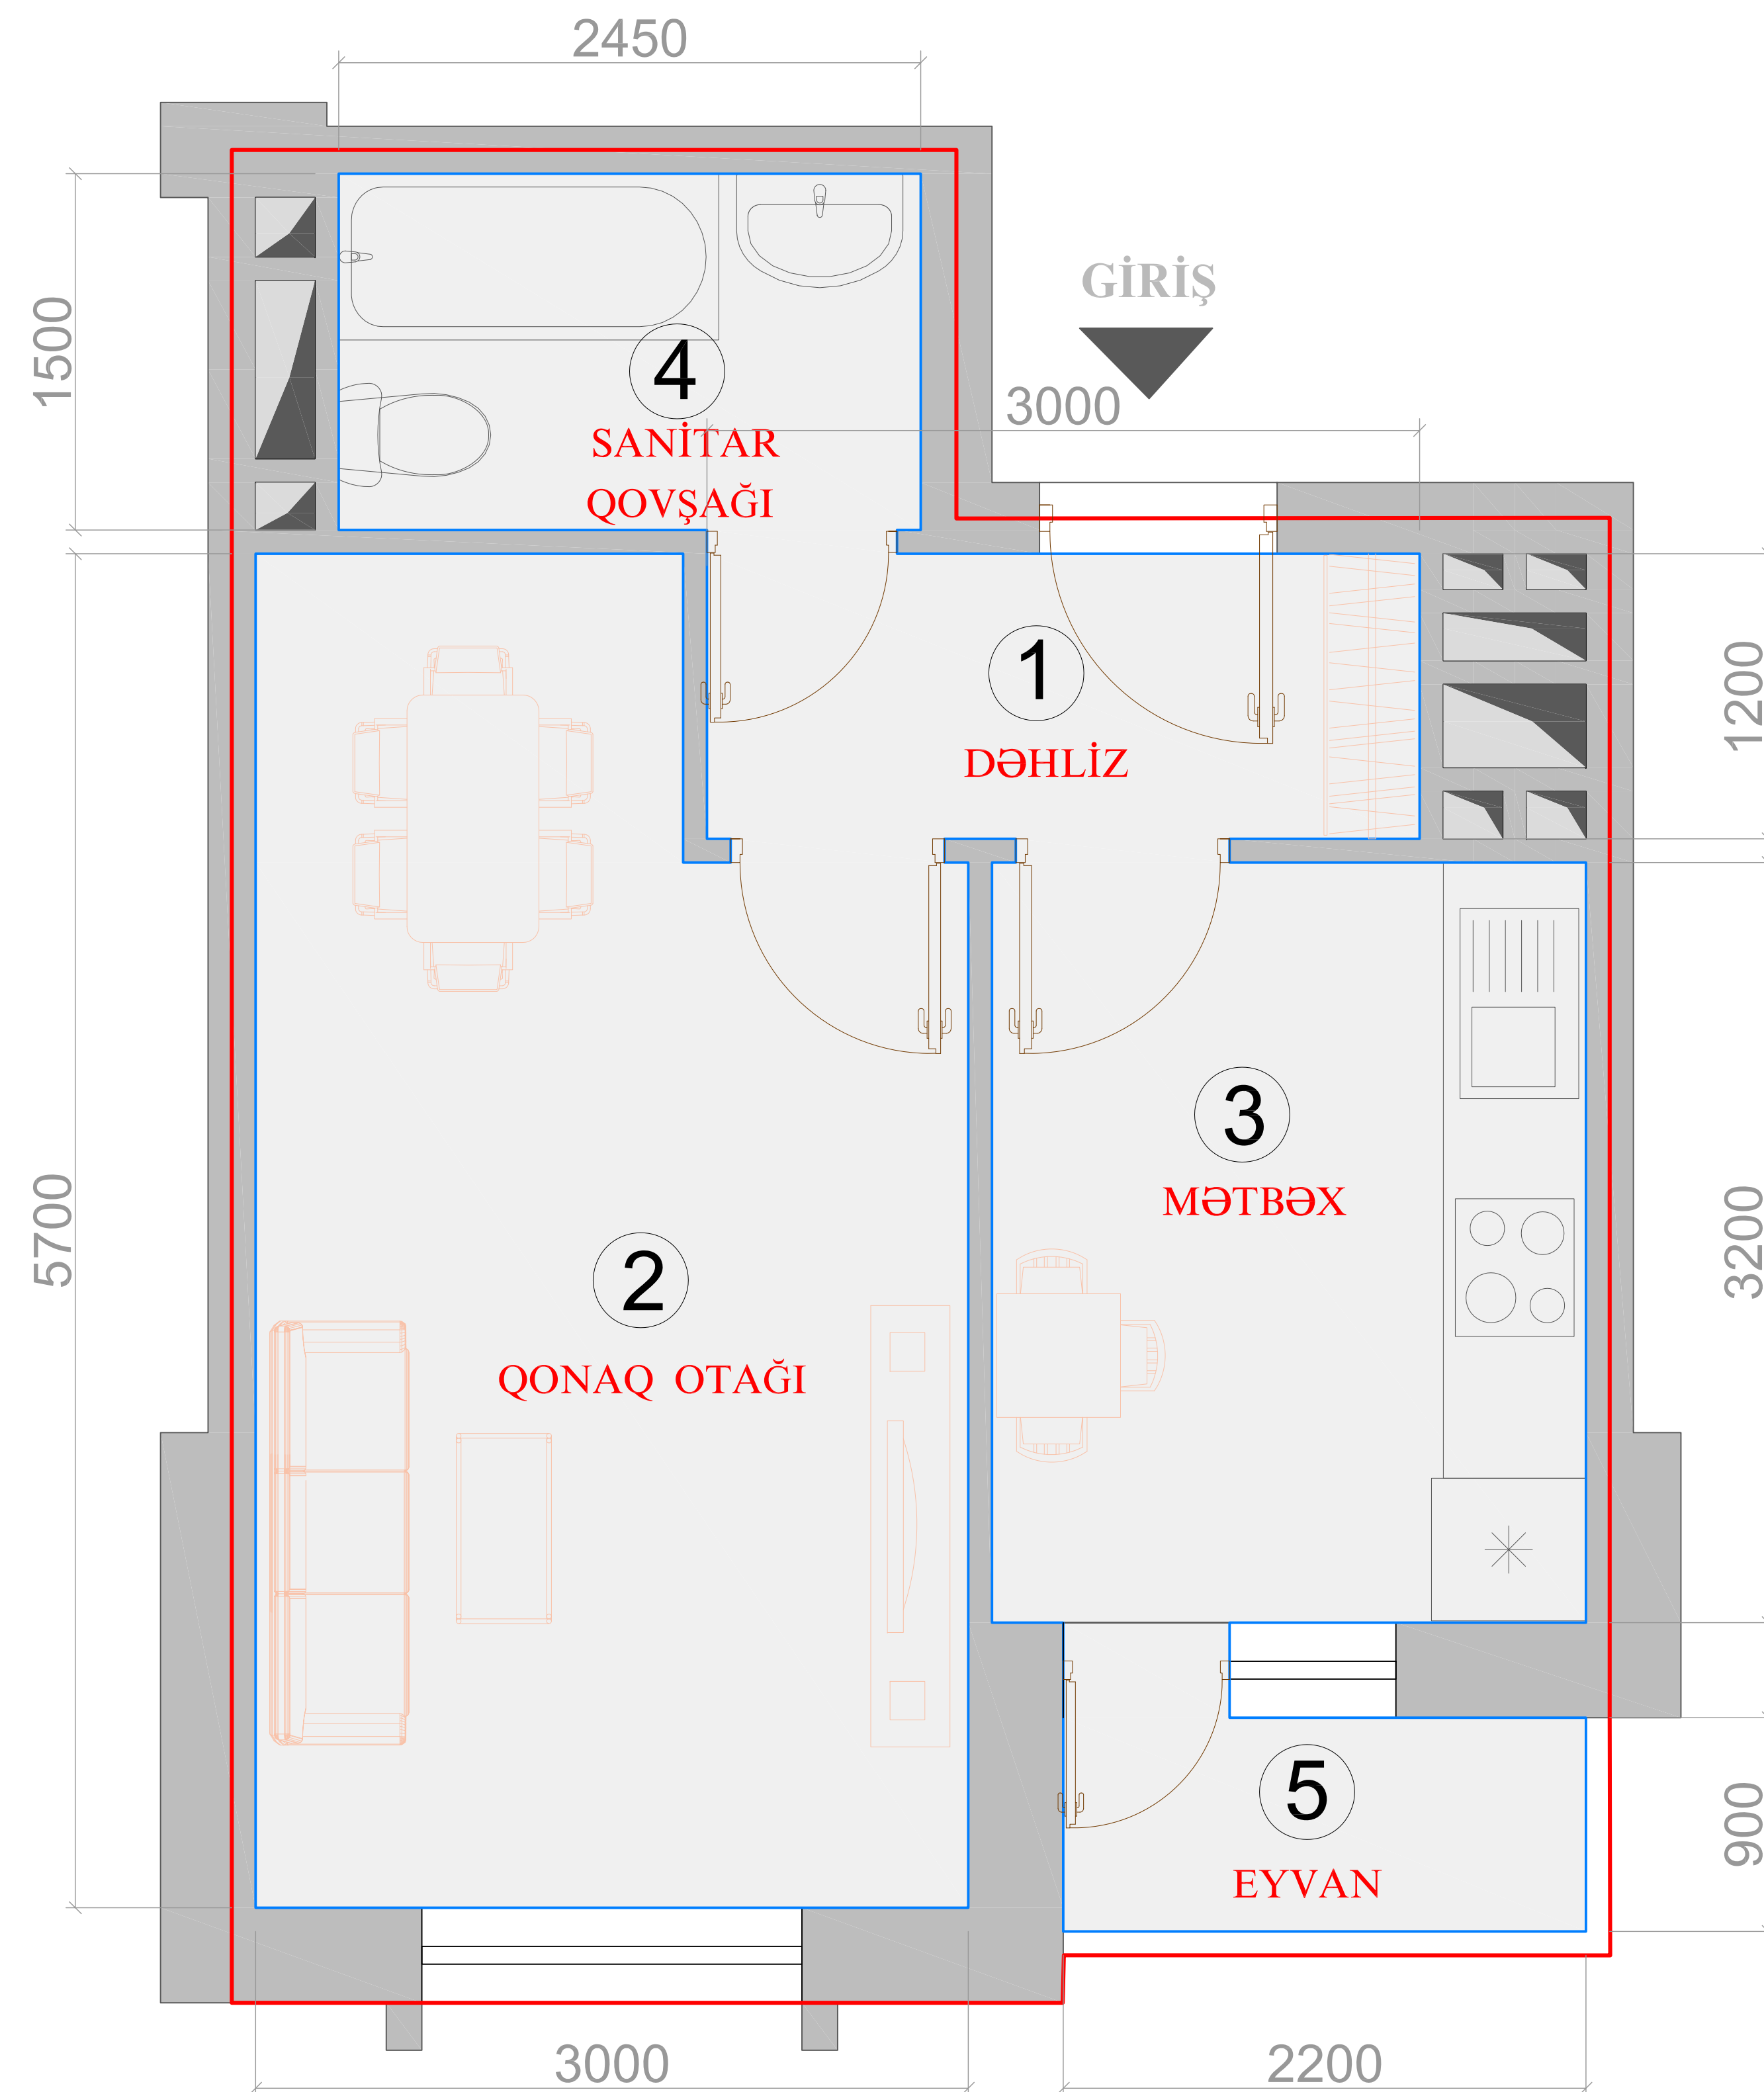 2450
GİRİŞ
1500
4
3000
SANİTAR
QOVŞAĞI
1
1200
DƏHLİZ
3
5700
3200
MƏTBƏX
2
QONAQ OTAĞI
5
900
EYVAN
3000
2200